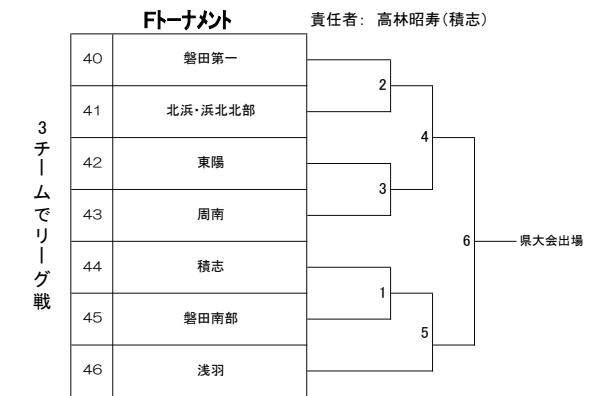 Fトーナメント
責任者： 高林昭寿（積志）
3チームでリーグ戦
40 磐田第一
41 北浜・浜北北部
42 東陽
43 周南
44 積志
45 磐田南部
46 浅羽
2
4
3
6 県大会出場
1
5